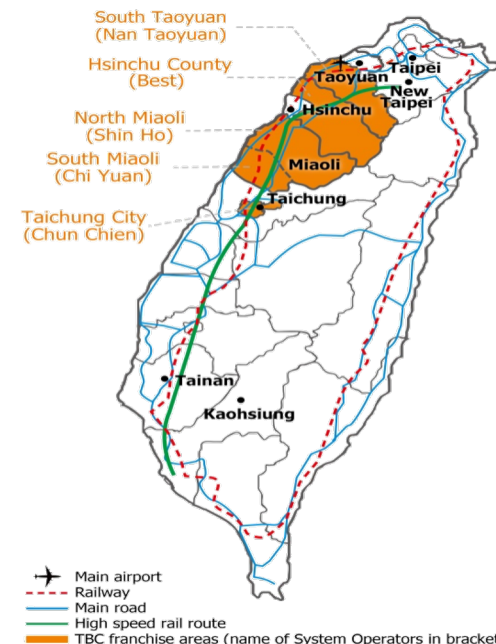 South Taoyuan
(Nan Taoyuan)
Hsinchu County
(Best)
North Miaoli
(Shin Ho)
South Miaoli
(Chi Yuan)
Taichung City
(Chun Chien)
Taoyuan
Taipei
New
Taipei
Hsinchu
Miaoli
Taichung
Tainan
Kaohsiung
Main airport
Railway
Main road
High speed rail route
TBC franchise areas (name of System Operators in bracket